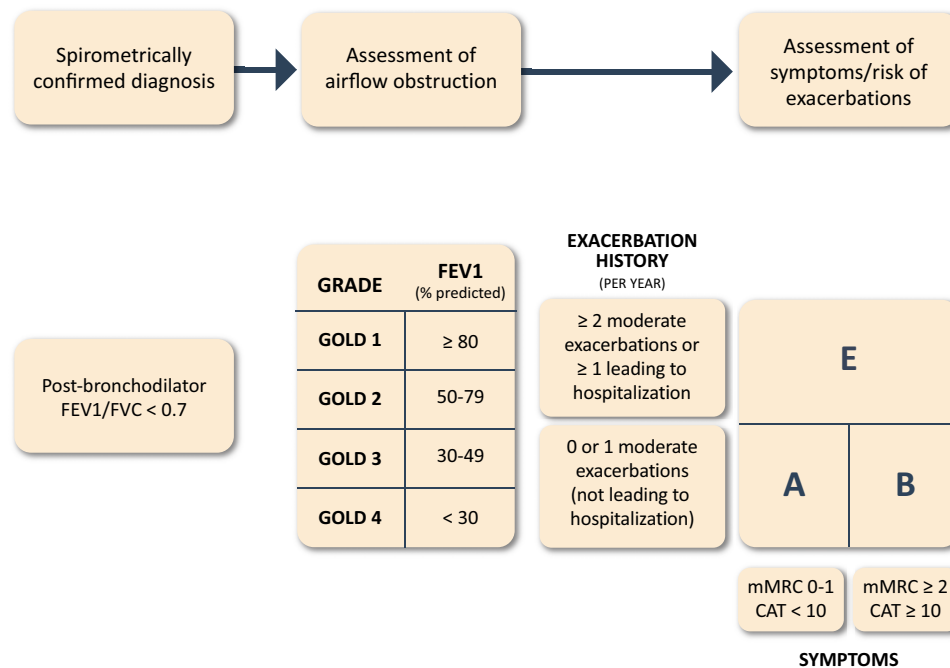 Spirometrically
confirmed diagnosis
Assessment of
airflow obstruction
Assessment of
symptoms/risk of
exacerbations
Post-bronchodilator
FEV1/FVC < 0.7
GRADE
FEV1
(% predicted)
GOLD 1
≥ 80
GOLD 2
50-79
GOLD 3
30-49
GOLD 4
< 30
EXACERBATION
HISTORY
(PER YEAR)
≥ 2 moderate
exacerbations or
≥ 1 leading to
hospitalization
0 or 1 moderate
exacerbations
(not leading to
hospitalization)
E
A
B
mMRC 0-1
CAT < 10
mMRC ≥ 2
CAT ≥ 10
SYMPTOMS